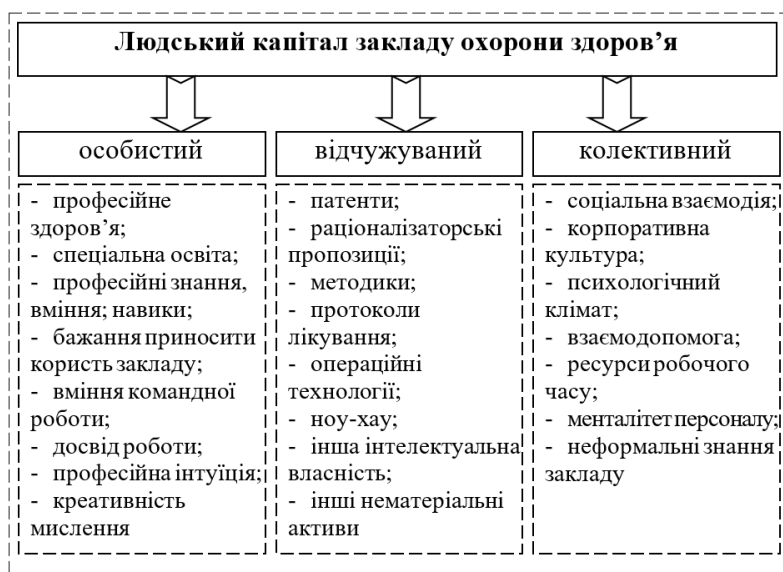 Людський капітал закладу охорони здоров’я
особистий
- професійне
здоров’я;
- спеціальна освіта;
- професійні знання,
вміння; навики;
- бажання приносити
користь закладу;
- вміння командної
роботи;
- досвід роботи;
- професійна інтуїція;
- креативність
мислення
відчужуваний
- патенти;
- раціоналізаторські
пропозиції;
- методики;
- протоколи
лікування;
- операційні
технології;
- ноу-хау;
- інша інтелектуальна
власність;
- інші нематеріальні
активи
колективний
- соціальна взаємодія;
- корпоративна
культура;
- психологічний
клімат;
- взаємодопомога;
- ресурси робочого
часу;
- менталітет персоналу;
- неформальні знання
закладу